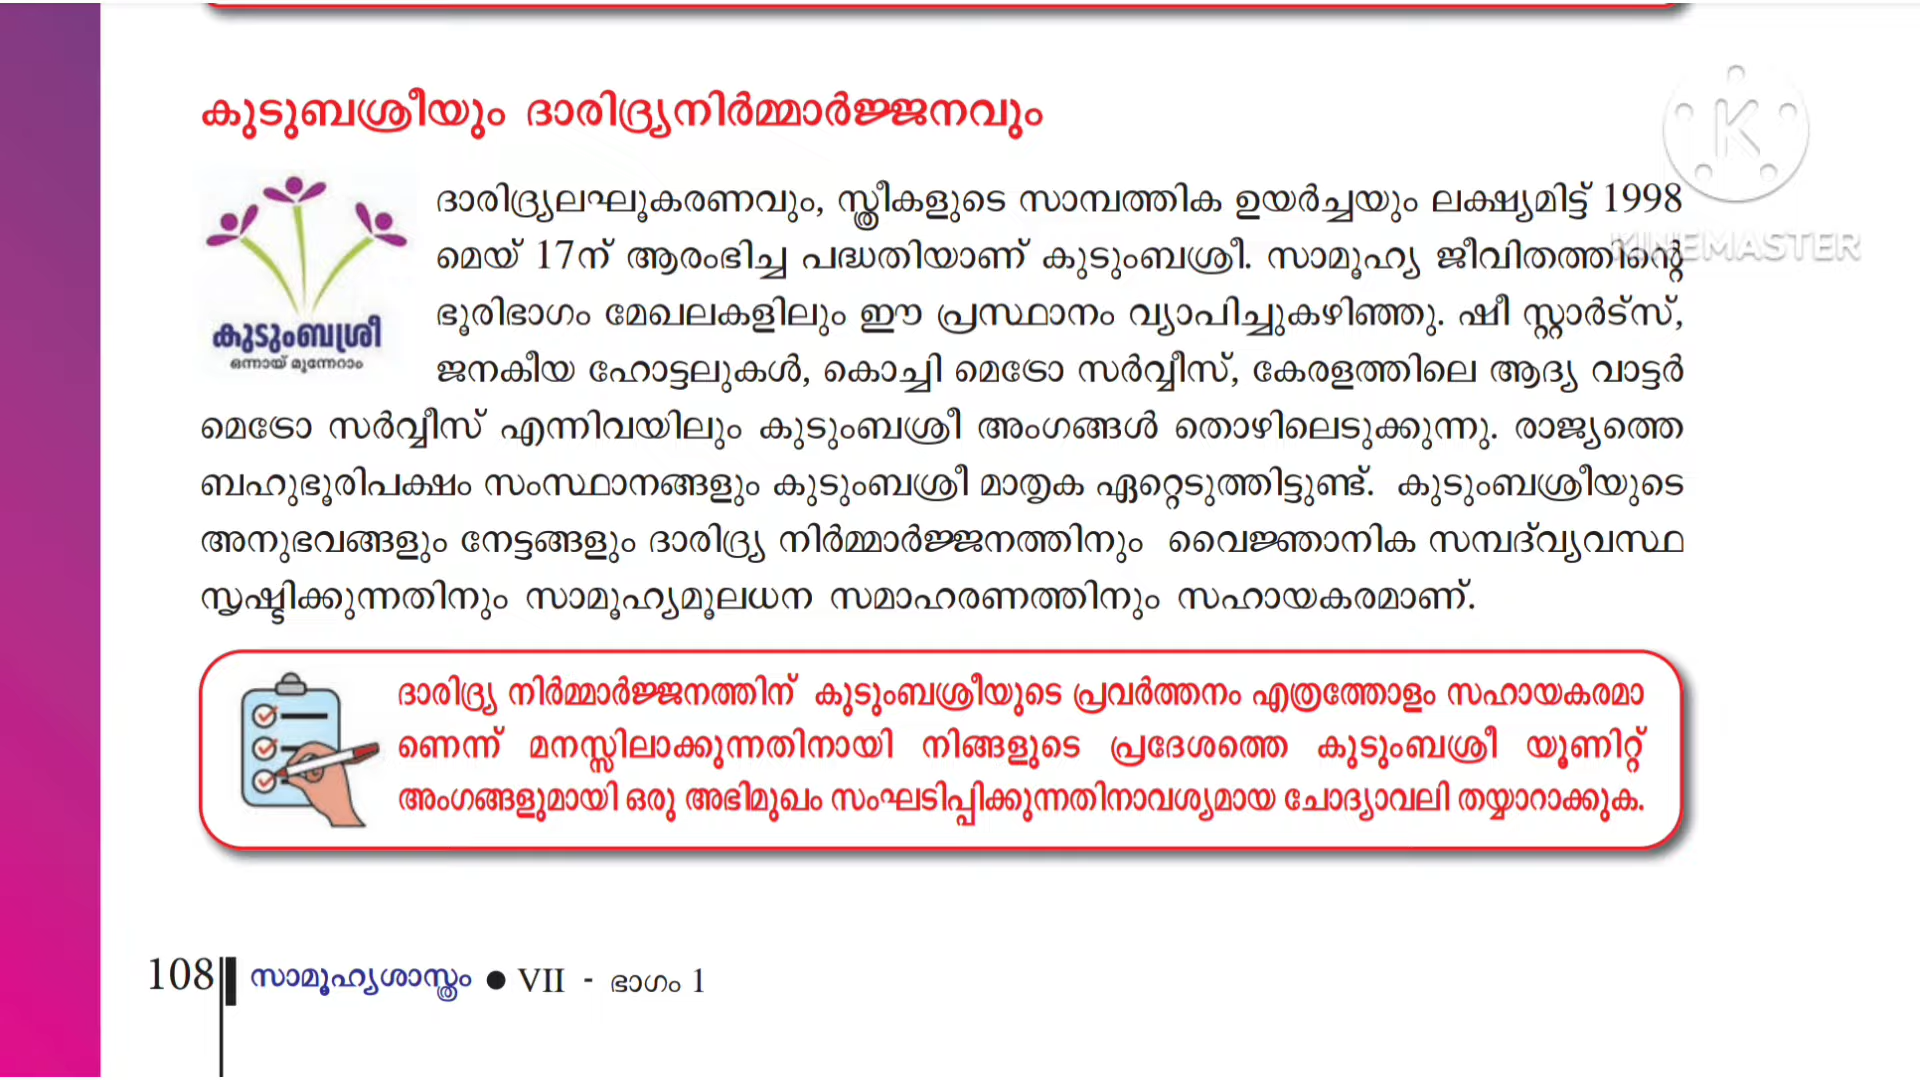 കുടുബശ്രീയും ദാരിദ്ര്യനിർമ്മാർജ്ജനവും
KINEMASTER
കുടുംബശ്രീ
ഒന്നായ് മുന്നേറാം
ദാരിദ്ര്യലഘൂകരണവും, സ്ത്രീകളുടെ സാമ്പത്തിക ഉയർച്ചയും ലക്ഷ്യമിട്ട് 1998
മെയ് 17ന് ആരംഭിച്ച പദ്ധതിയാണ് കുടുംബശ്രീ. സാമൂഹ്യ ജീവിതത്തിന്റെ
ഭൂരിഭാഗം മേഖലകളിലും ഈ പ്രസ്ഥാനം വ്യാപിച്ചുകഴിഞ്ഞു. ഷീ സ്റ്റാർട്സ്,
ജനകീയ ഹോട്ടലുകൾ, കൊച്ചി മെട്രോ സർവ്വീസ്, കേരളത്തിലെ ആദ്യ വാട്ടർ
മെട്രോ സർവ്വീസ് എന്നിവയിലും കുടുംബശ്രീ അംഗങ്ങൾ തൊഴിലെടുക്കുന്നു. രാജ്യത്തെ
ബഹുഭൂരിപക്ഷം സംസ്ഥാനങ്ങളും കുടുംബശ്രീ മാതൃക ഏറ്റെടുത്തിട്ടുണ്ട്. കുടുംബശ്രീയുടെ
അനുഭവങ്ങളും നേട്ടങ്ങളും ദാരിദ്ര്യ നിർമ്മാർജ്ജനത്തിനും വൈജ്ഞാനിക സമ്പദ്‌വ്യവസ്ഥ
സൃഷ്ടിക്കുന്നതിനും സാമൂഹ്യമൂലധന സമാഹരണത്തിനും സഹായകരമാണ്.
ദാരിദ്ര്യ നിർമ്മാർജ്ജനത്തിന് കുടുംബശ്രീയുടെ പ്രവർത്തനം എത്രത്തോളം സഹായകരമാ
ണെന്ന് മനസ്സിലാക്കുന്നതിനായി നിങ്ങളുടെ പ്രദേശത്തെ കുടുംബശ്രീ യൂണിറ്റ്
അംഗങ്ങളുമായി ഒരു അഭിമുഖം സംഘടിപ്പിക്കുന്നതിനാവശ്യമായ ചോദ്യാവലി തയ്യാറാക്കുക.
108 സാമൂഹ്യശാസ്ത്രം ● VII - ഭാഗം 1